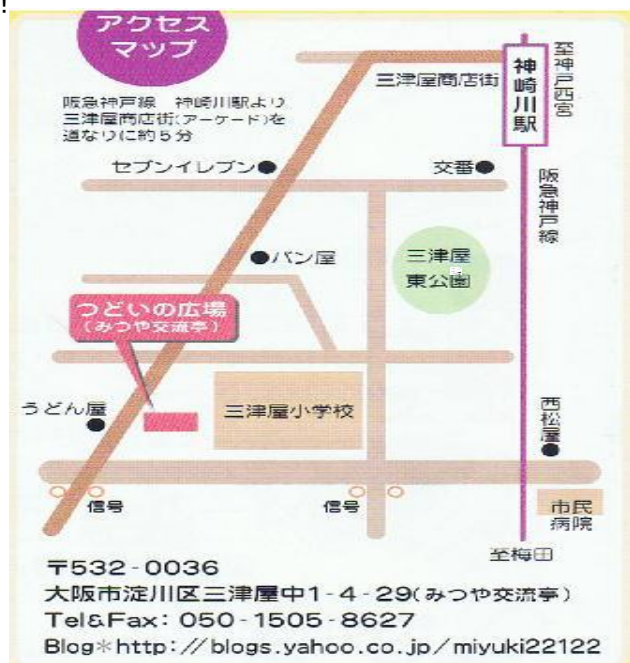 !
アクセス
マップ
阪急神戸線 神崎川駅より
三津屋商店街(アーケード)を
道なりに約5分
三津屋商店街
神崎川駅
至神戸西宮
阪急神戸線
セブンイレブン
交番
パン屋
三津屋
東公園
つどいの広場
(みつや交流亭)
うどん屋
三津屋小学校
西松屋
信号
信号
市民
病院
至梅田
〒532-0036
大阪市淀川区三津屋中1-4-29(みつや交流亭)
Tel&Fax: 050-1505-8627
Blog*http://blogs.yahoo.co.jp/miyuki22122